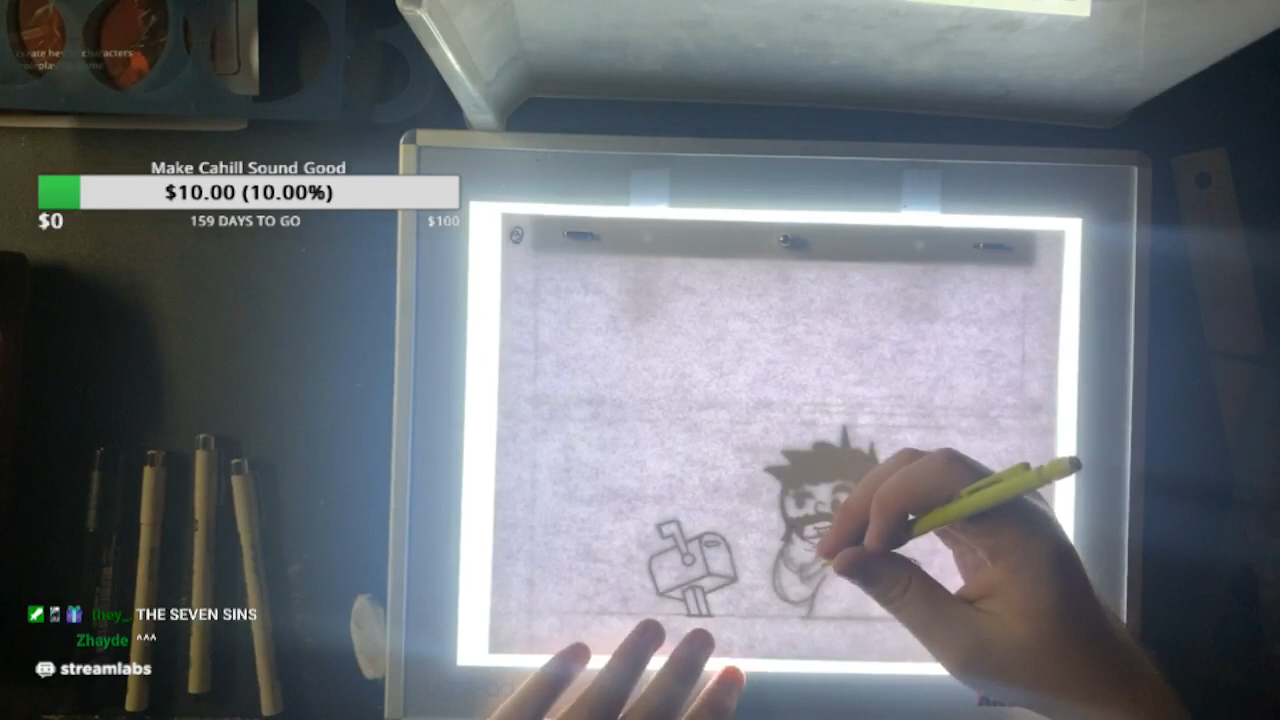 Make Cahill Sound Good
$10.00 (10.00%)
$0 159 DAYS TO GO $100
THE SEVEN SINS
Zhayde ^^^
streamlabs